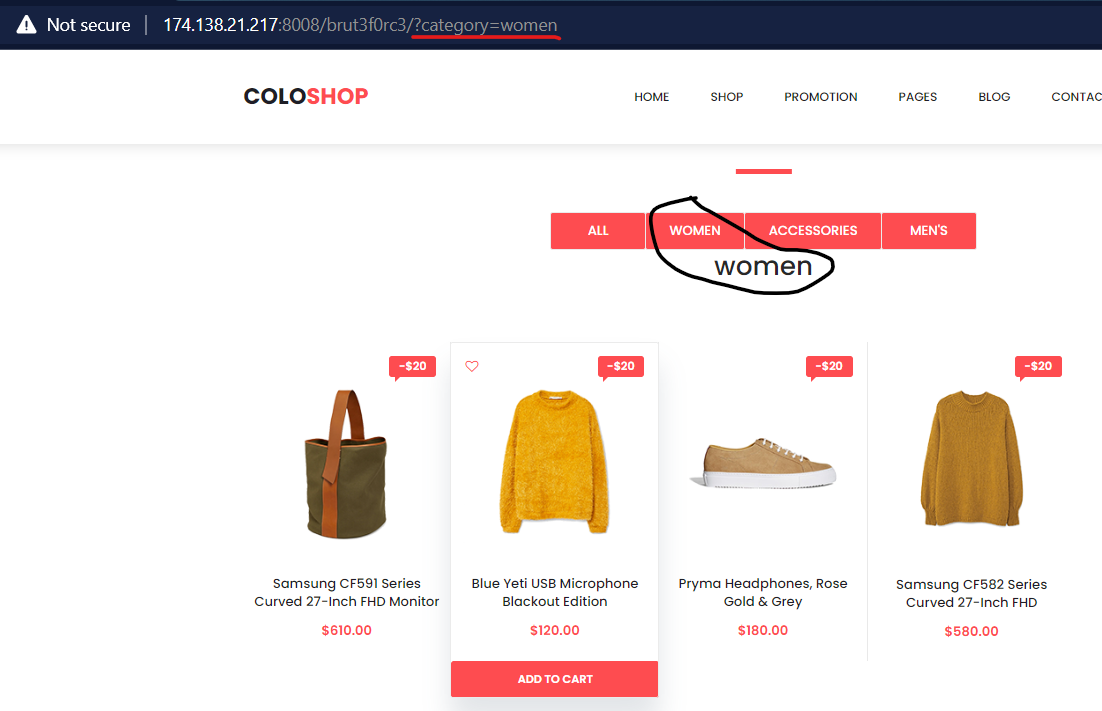 Not secure | 174.138.21.217:8008/brut3f0rc3/?category=women
COLOSHOP HOME SHOP PROMOTION PAGES BLOG CONTAC
ALL WOMEN ACCESSORIES MEN'S
women
-$20 -$20 -$20 -$20
Samsung CF591 Series
Curved 27-Inch FHD Monitor
$610.00
Blue Yeti USB Microphone
Blackout Edition
$120.00
ADD TO CART
Pryma Headphones, Rose
Gold & Grey
$180.00
Samsung CF582 Series
Curved 27-Inch FHD
$580.00